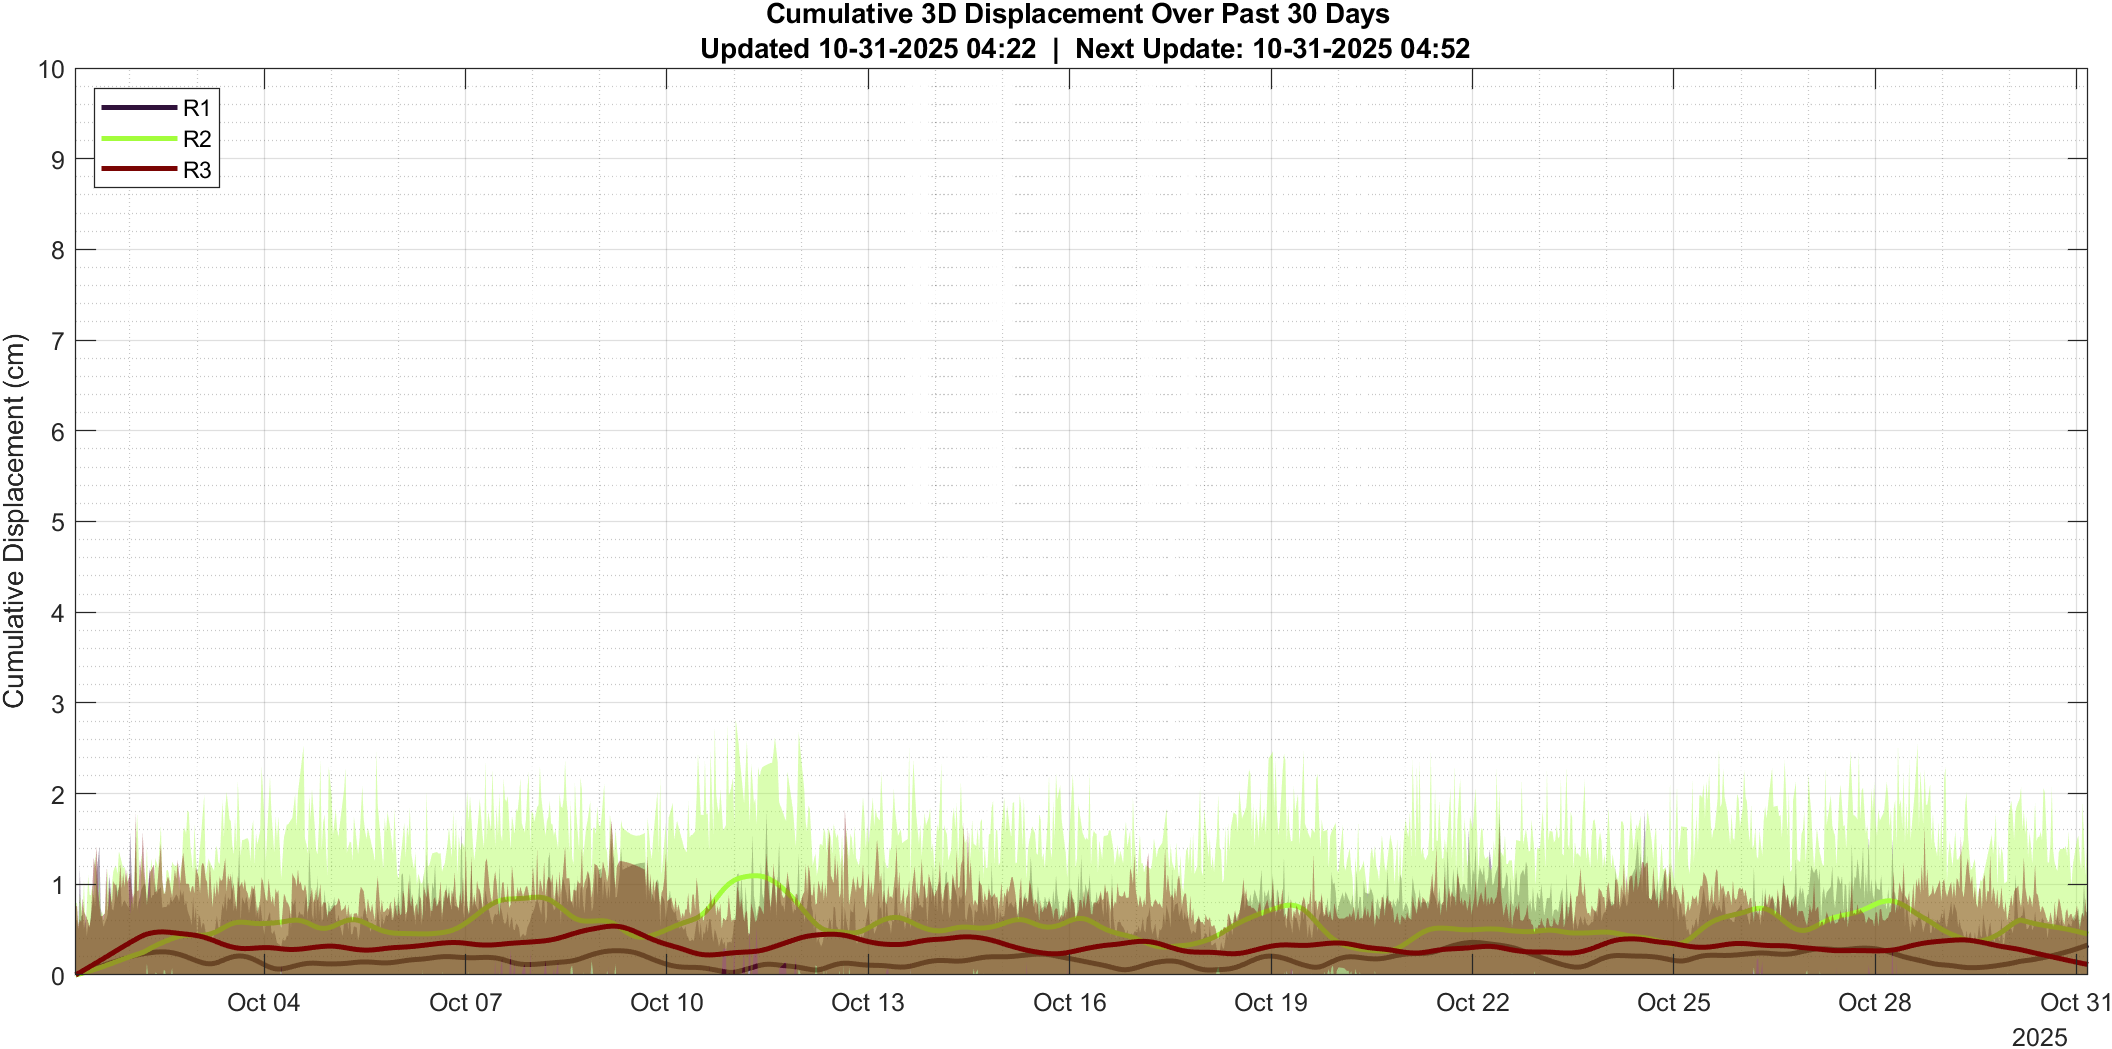 Cumulative 3D Displacement Over Past 30 Days
Updated 10-31-2025 04:22  |  Next Update: 10-31-2025 04:52
Cumulative Displacement (cm)
10
9
8
7
6
5
4
3
2
1
0
R1
R2
R3
Oct 04
Oct 07
Oct 10
Oct 13
Oct 16
Oct 19
Oct 22
Oct 25
Oct 28
Oct 31
2025